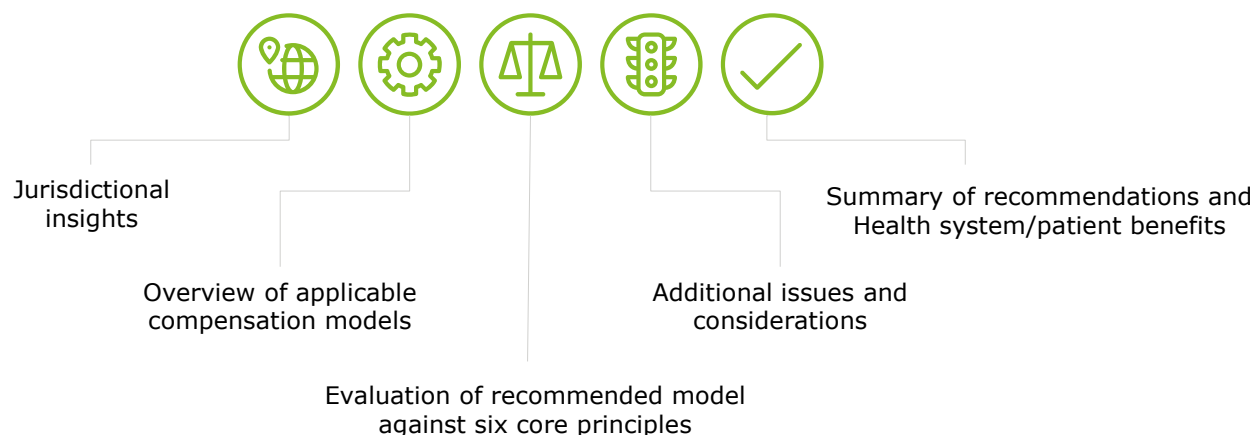 Jurisdictional
insights
Overview of applicable
compensation models
Evaluation of recommended model
against six core principles
Additional issues and
considerations
Summary of recommendations and
Health system/patient benefits